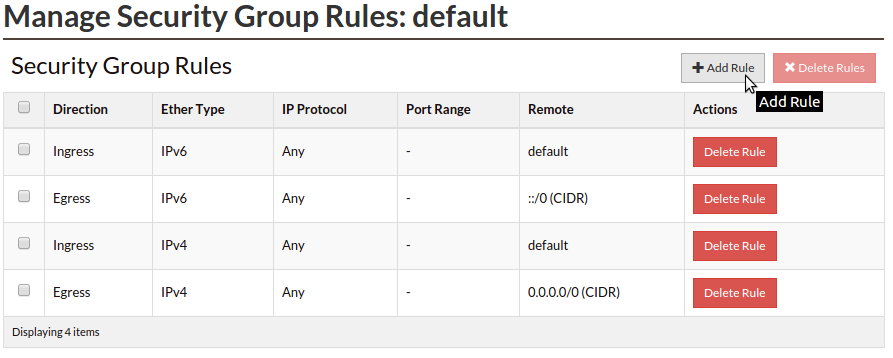 Manage Security Group Rules: default
Security Group Rules
Add Rule Delete Rules
Add Rule
Direction Ether Type IP Protocol Port Range Remote Actions
Ingress IPv6 Any - default Delete Rule
Egress IPv6 Any - ::/0 (CIDR) Delete Rule
Ingress IPv4 Any - default Delete Rule
Egress IPv4 Any - 0.0.0.0/0 (CIDR) Delete Rule
Displaying 4 items